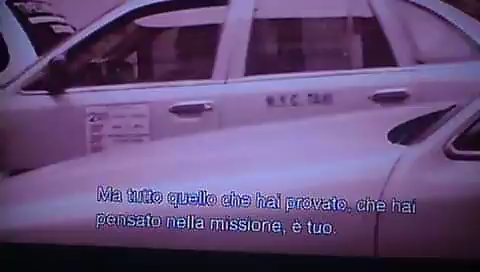 N.Y.C. TAXI
Ma tutto quello che hai provato, che hai
pensato nella missione, è tuo.